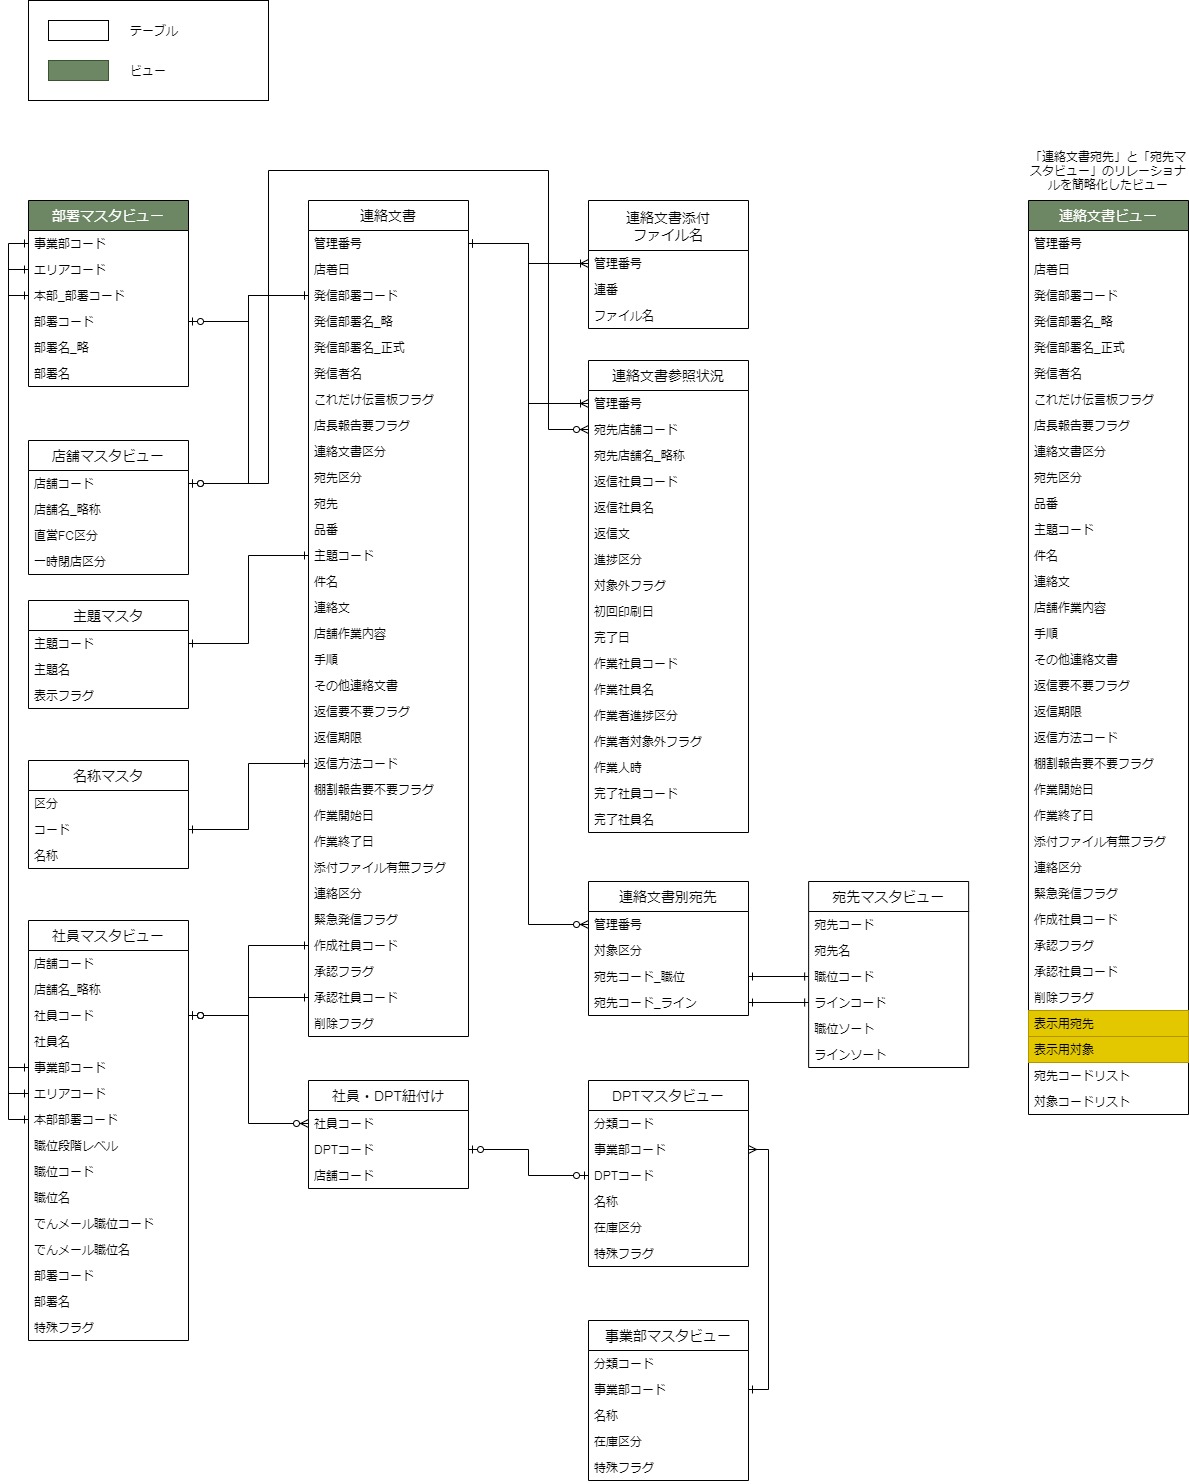 テーブル
ビュー
部署マスタビュー
事業部コード
エリアコード
本部_部署コード
部署コード
部署名_略
部署名
店舗マスタビュー
店舗コード
店舗名_略称
直営FC区分
一時閉店区分
主題マスタ
主題コード
主題名
表示フラグ
名称マスタ
区分
コード
名称
社員マスタビュー
店舗コード
店舗名_略称
社員コード
社員名
事業部コード
エリアコード
本部部署コード
職位段階レベル
職位コード
職位名
でんメール職位コード
でんメール職位名
部署コード
部署名
特殊フラグ
連絡文書
管理番号
店着日
発信部署コード
発信部署名_略
発信部署名_正式
発信者名
これだけ伝言板フラグ
店長報告要フラグ
連絡文書区分
宛先区分
宛先
品番
主題コード
件名
連絡文
店舗作業内容
手順
その他連絡文書
返信要不要フラグ
返信期限
返信方法コード
棚割報告要不要フラグ
作業開始日
作業終了日
添付ファイル有無フラグ
連絡区分
緊急発信フラグ
作成社員コード
承認フラグ
承認社員コード
削除フラグ
社員・DPT紐付け
社員コード
DPTコード
店舗コード
連絡文書添付
ファイル名
管理番号
連番
ファイル名
連絡文書参照状況
管理番号
宛先店舗コード
宛先店舗名_略称
返信社員コード
返信社員名
返信文
進捗区分
対象外フラグ
初回印刷日
完了日
作業社員コード
作業社員名
作業者進捗区分
作業者対象外フラグ
作業人時
完了社員コード
完了社員名
連絡文書別宛先
管理番号
対象区分
宛先コード_職位
宛先コード_ライン
宛先マスタビュー
宛先コード
宛先名
職位コード
ラインコード
職位ソート
ラインソート
DPTマスタビュー
分類コード
事業部コード
DPTコード
名称
在庫区分
特殊フラグ
事業部マスタビュー
分類コード
事業部コード
名称
在庫区分
特殊フラグ
「連絡文書宛先」と「宛先マ
スタビュー」のリレーショナ
ルを簡略化したビュー
連絡文書ビュー
管理番号
店着日
発信部署コード
発信部署名_略
発信部署名_正式
発信者名
これだけ伝言板フラグ
店長報告要フラグ
連絡文書区分
宛先区分
品番
主題コード
件名
連絡文
店舗作業内容
手順
その他連絡文書
返信要不要フラグ
返信期限
返信方法コード
棚割報告要不要フラグ
作業開始日
作業終了日
添付ファイル有無フラグ
連絡区分
緊急発信フラグ
作成社員コード
承認フラグ
承認社員コード
削除フラグ
表示用宛先
表示用対象
宛先コードリスト
対象コードリスト